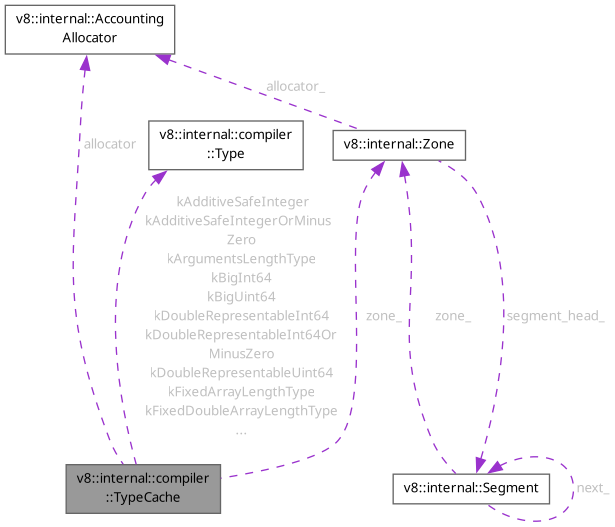 v8::internal::Accounting
Allocator
allocator_
allocator
v8::internal::compiler
::Type
v8::internal::Zone
kAdditiveSafeInteger
kAdditiveSafeIntegerOrMinus
Zero
kArgumentsLengthType
kBigInt64
kBigUint64
kDoubleRepresentableInt64
kDoubleRepresentableInt64Or
MinusZero
kDoubleRepresentableUint64
kFixedArrayLengthType
kFixedDoubleArrayLengthType
...
zone_
zone_
segment_head_
v8::internal::compiler
::TypeCache
v8::internal::Segment
next_